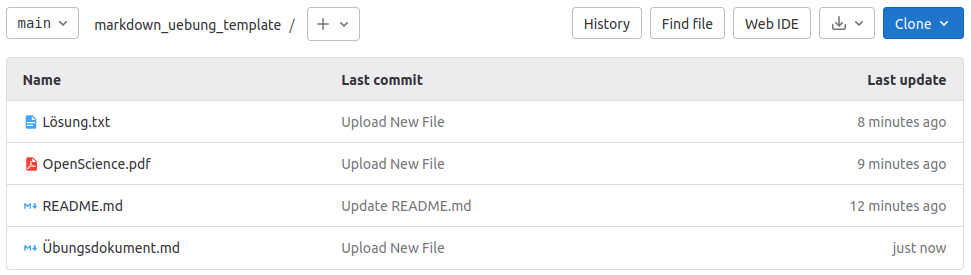 main markdown_uebung_template / + History Find file Web IDE Clone
Name Last commit Last update
Lösung.txt Upload New File 8 minutes ago
OpenScience.pdf Upload New File 9 minutes ago
M↓ README.md Update README.md 12 minutes ago
M↓ Übungsdokument.md Upload New File just now